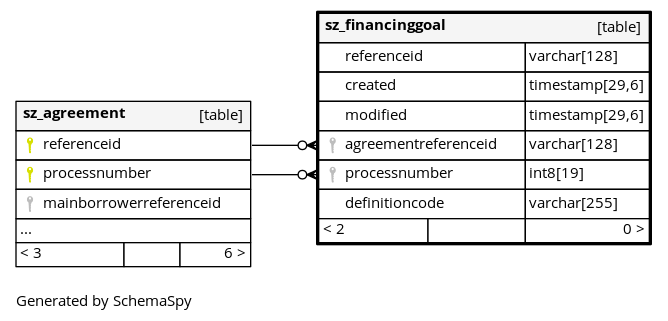 sz_financinggoal [table]
referenceid varchar[128]
created timestamp[29,6]
modified timestamp[29,6]
agreementreferenceid varchar[128]
processnumber int8[19]
definitioncode varchar[255]
< 2 0 >
sz_agreement [table]
referenceid
processnumber
mainborrowerreferenceid
...
< 3 6 >
Generated by SchemaSpy